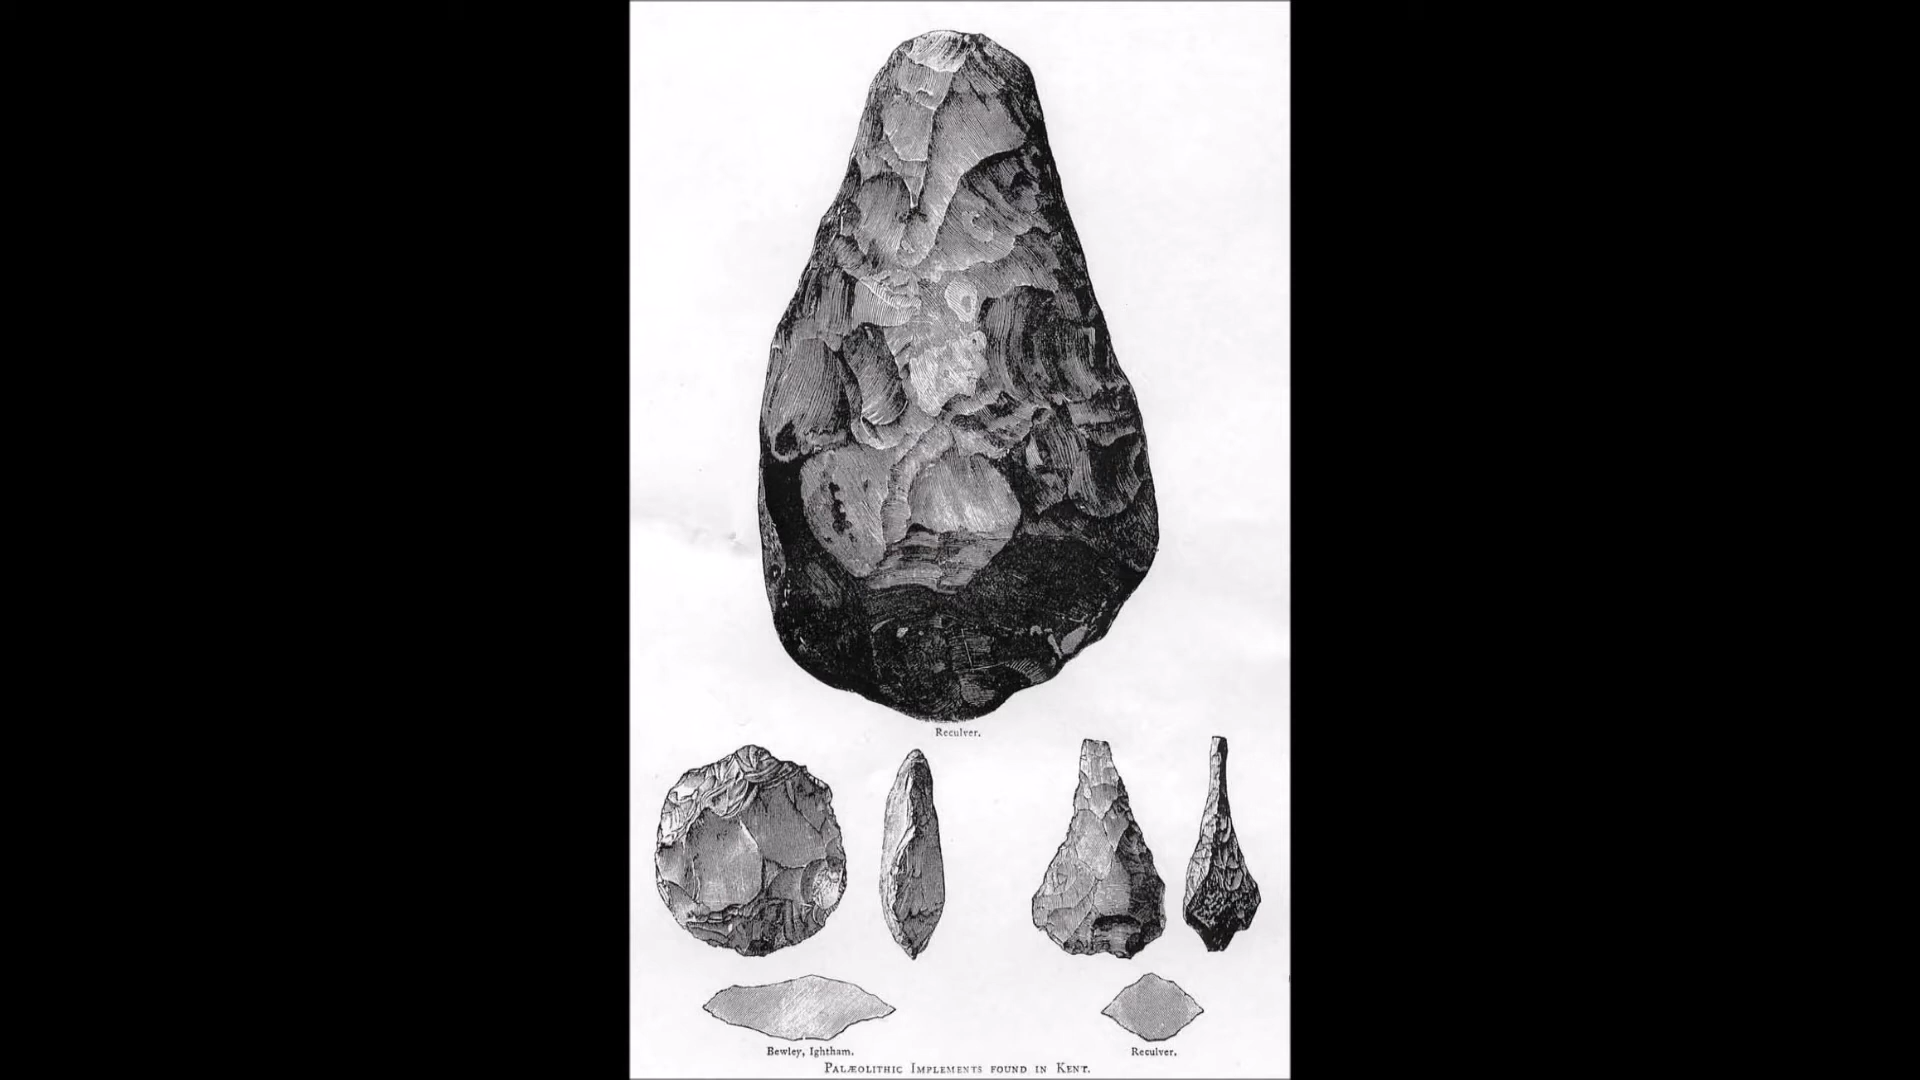 Reculver.
Bewley, Ightham.
Reculver.
PALÆOLITHIC IMPLEMENTS FOUND IN KENT.